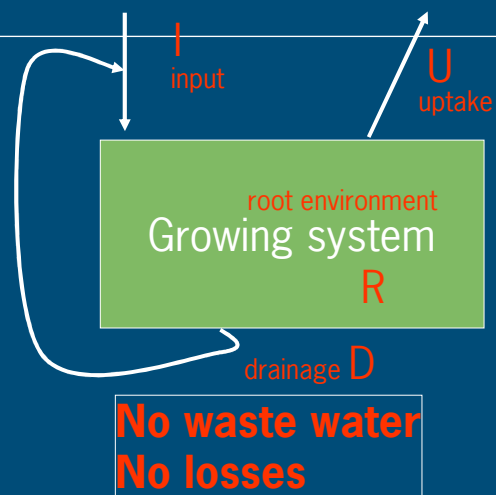 I
input
U
uptake
root environment
Growing system
R
drainage D
No waste water
No losses